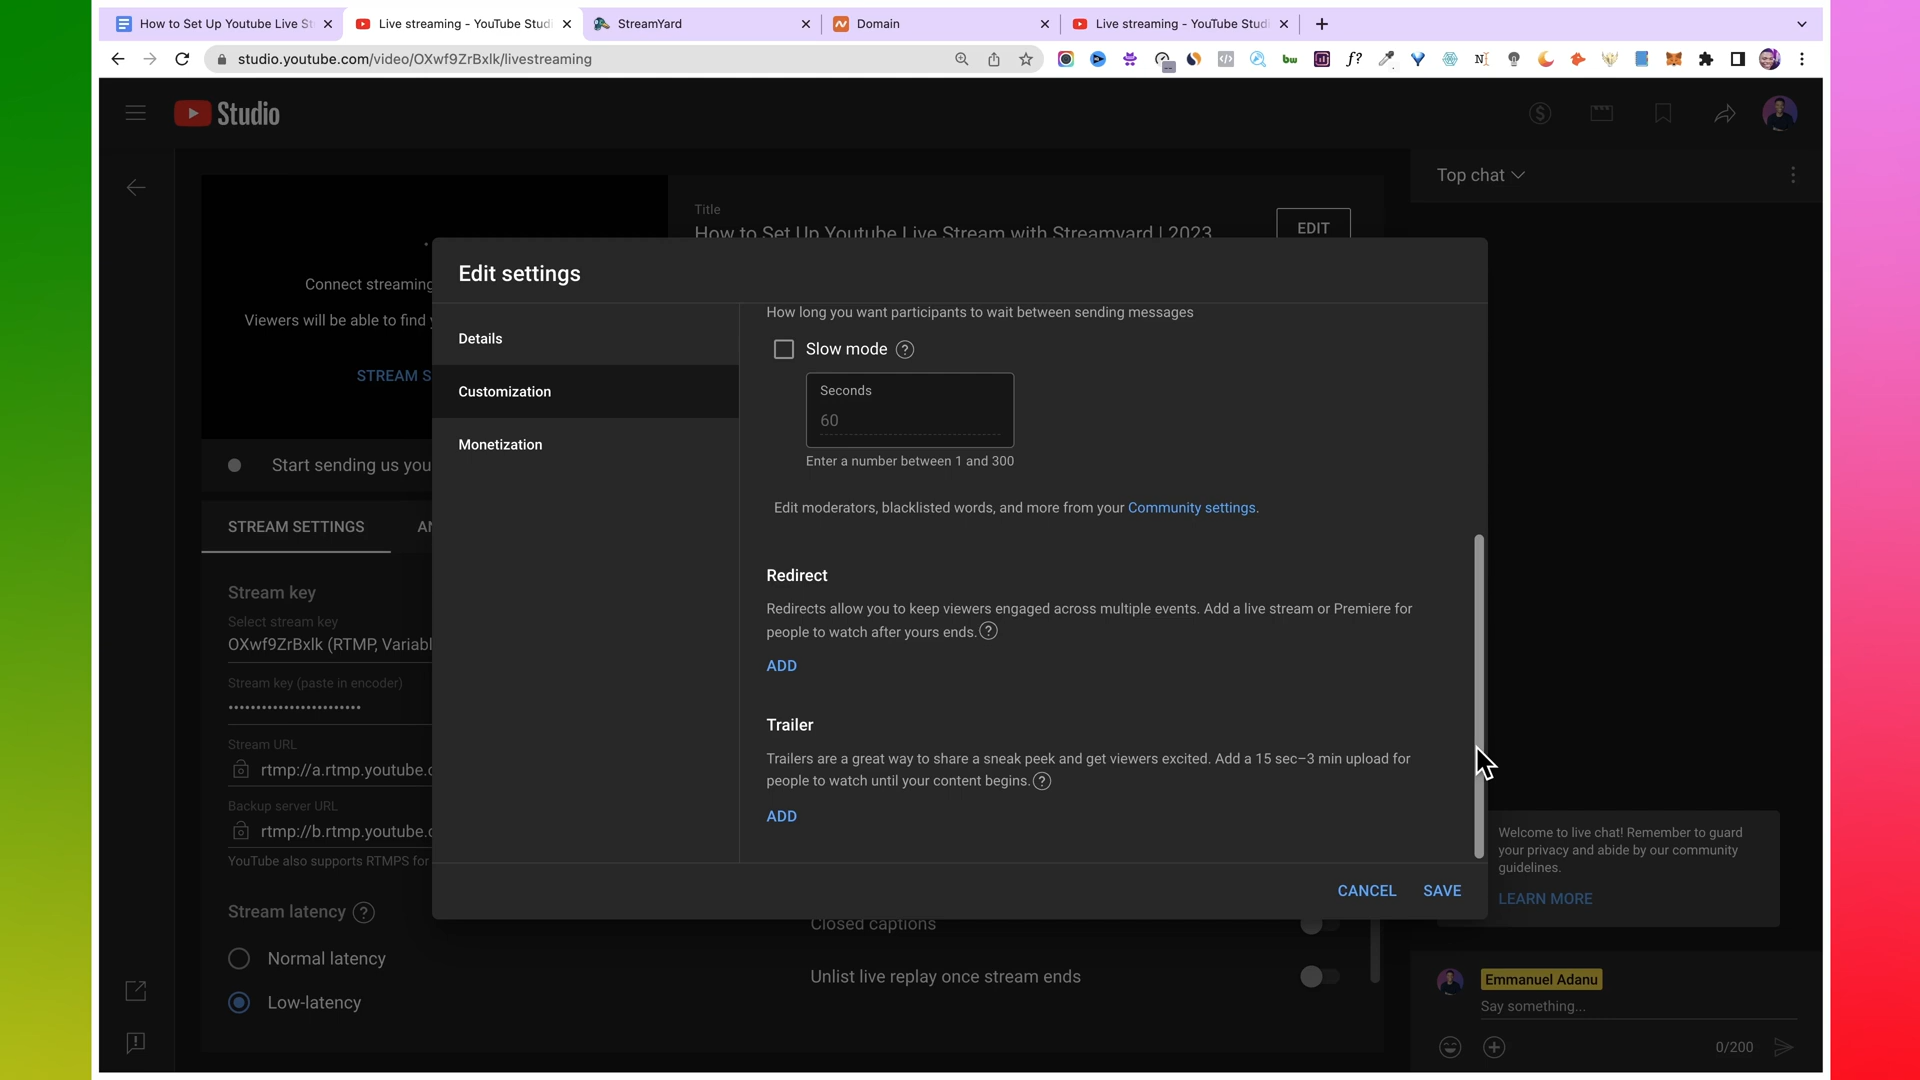 How to Set Up Youtube Live St
Live streaming - YouTube Studi
StreamYard
Domain
Live streaming - YouTube Studi
studio.youtube.com/video/OXwf9ZrBxlk/livestreaming
Studio
Top chat
Title
How to Set Up Youtube Live Stream with Streamyard | 2023
EDIT
Connect streaming
Viewers will be able to find y
STREAM S
Start sending us you
STREAM SETTINGS
AN
Stream key
Select stream key
OXwf9ZrBxlk (RTMP, Variabl
Stream key (paste in encoder)
••••••••••••••••••••••••
Stream URL
rtmp://a.rtmp.youtube.c
Backup server URL
rtmp://b.rtmp.youtube.c
YouTube also supports RTMPS for
Stream latency
Normal latency
Low-latency
Edit settings
Details
Customization
Monetization
How long you want participants to wait between sending messages
Slow mode
Seconds
60
Enter a number between 1 and 300
Edit moderators, blacklisted words, and more from your Community settings.
Redirect
Redirects allow you to keep viewers engaged across multiple events. Add a live stream or Premiere for
people to watch after yours ends.
ADD
Trailer
Trailers are a great way to share a sneak peek and get viewers excited. Add a 15 sec–3 min upload for
people to watch until your content begins.
ADD
CANCEL
SAVE
Closed captions
Unlist live replay once stream ends
Welcome to live chat! Remember to guard
your privacy and abide by our community
guidelines.
LEARN MORE
Emmanuel Adanu
Say something...
0/200